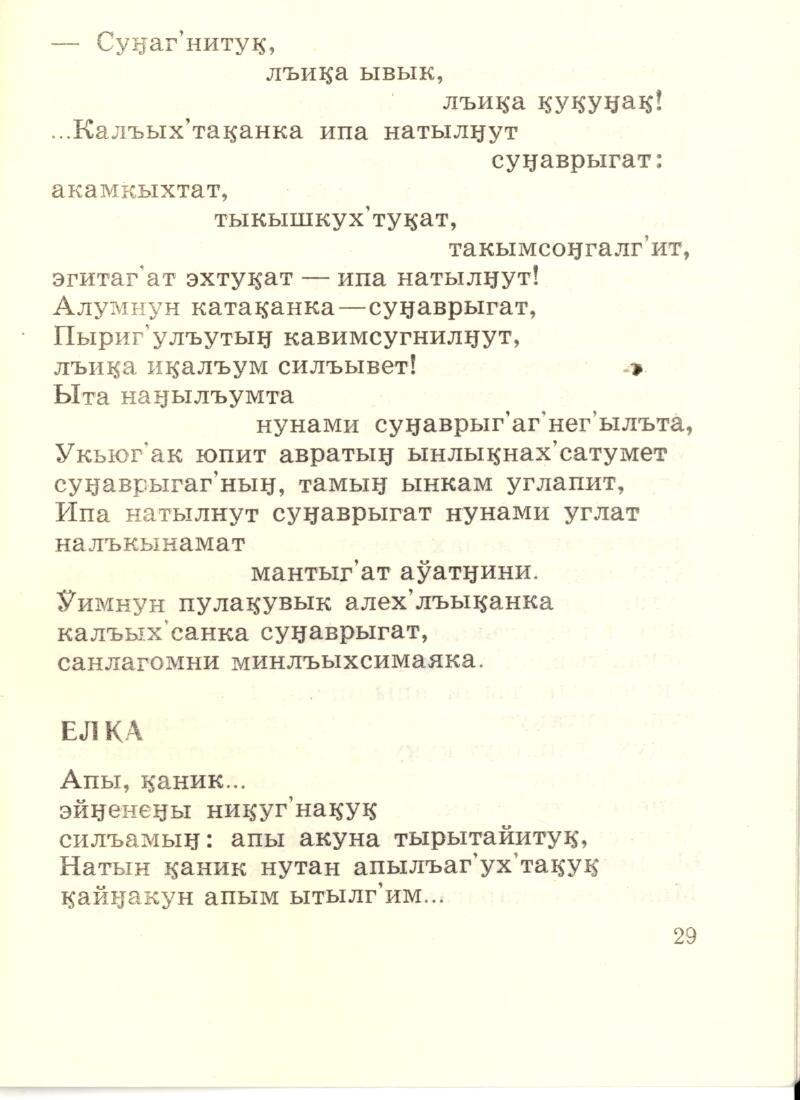 — Суӈаг’нитуӄ,
льъиӄа ывык,
лъиӄа ӄуӄуӈаӄ!
...Калъых’таӄанка ипа натылӈут
суӈаврыгат:
акамкыхтат,
тыкышкух’туӄат,
такымсоӈгалг’ит,
эгитаг’ат эхтуӄат — ипа натылӈут!
Алумнун катаӄанка — суӈаврыгат,
Пыриг’улъутыӈ кавимсугнилӈут,
лъиӄа иӄалъум силъывет!
Ыта наӈылъумта
нунами суӈаврыг’аг’нег’ылъта,
Укьюг’ак юпит авратыӈ ынлыӄнах’сатумет
суӈаврыгаг’ныӈ, тамыӈ ынкам углапит,
Ипа натылнут суӈаврыгат нунами углат
налъкынамат
мантыг’ат аўатӈини.
Ўимнун пулаӄувык алех’лъыӄанка
калъых’санка суӈаврыгат,
санлагомни минлъыхсимаяка.
ЕЛКА
Апы, ӄаник...
эйӈенеӈы ниӄуг’наӄуӄ
силъамыӈ: апы акуна тырытайитуӄ,
Натын ӄаник нутан апылъаг’ух’таӄуӄ
ӄайӈакун апым ытылг’им...
29